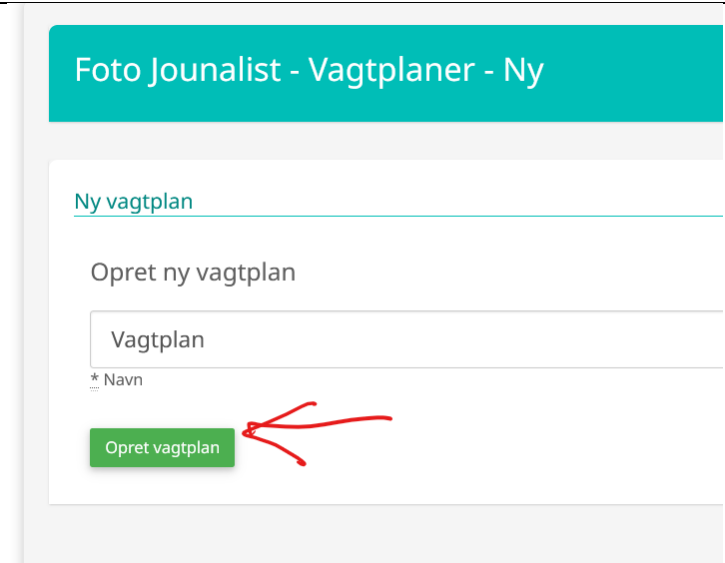 Foto Jounalist - Vagtplaner - Ny
Ny vagtplan
Opret ny vagtplan
Vagtplan
* Navn
Opret vagtplan